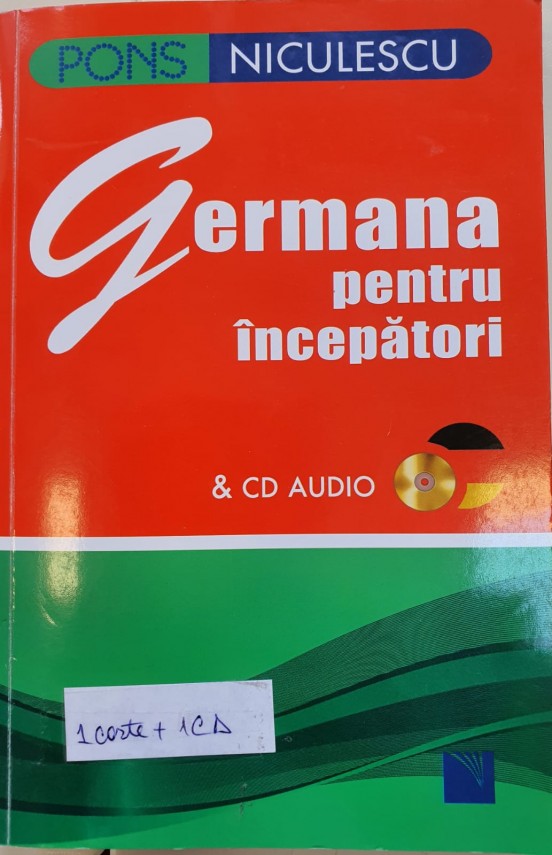 PONS NICULESCU
Germana
pentru
începători
& CD AUDIO
1 carte + 1 CD